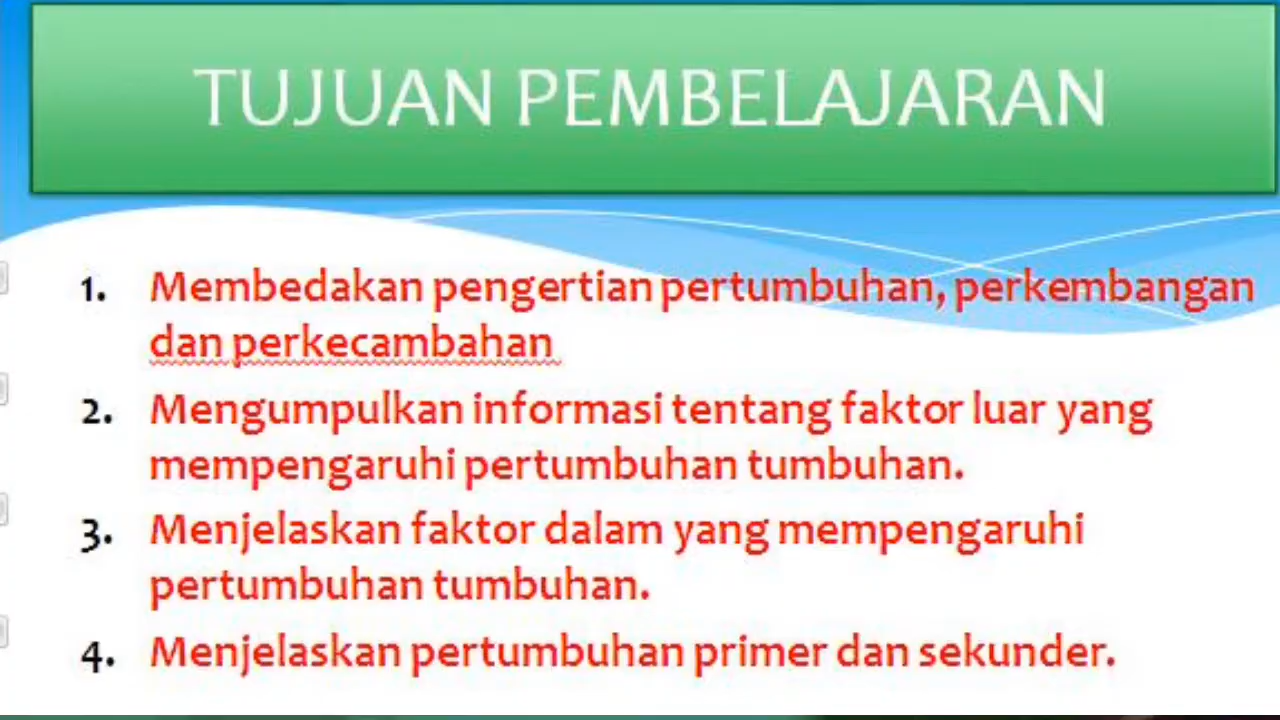 TUJUAN PEMBELAJARAN
1. Membedakan pengertian pertumbuhan, perkembangan
dan perkecambahan
2. Mengumpulkan informasi tentang faktor luar yang
mempengaruhi pertumbuhan tumbuhan.
3. Menjelaskan faktor dalam yang mempengaruhi
pertumbuhan tumbuhan.
4. Menjelaskan pertumbuhan primer dan sekunder.